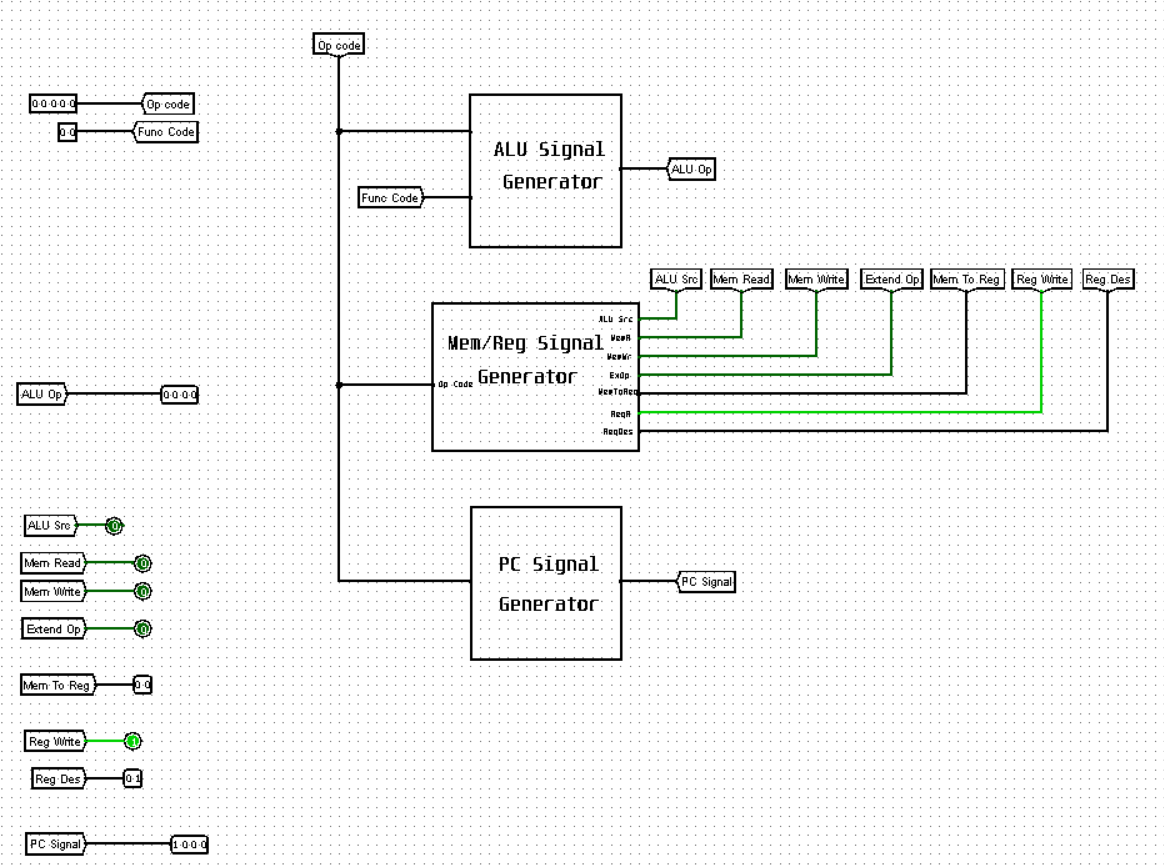 Op code
0 0 0 0 0
Op code
0 0
Func Code
ALU Signal
Generator
ALU Op
Func Code
ALU Src
Mem Read
Mem Write
Extend Op
Mem To Reg
Reg Write
Reg Des
ALU Src
Mem/Reg Signal
MemR
MemWr
Generator
ExOp
Op Code
MemToReg
RegR
RegDes
ALU Op
0 0 0 0
ALU Src
0
Mem Read
0
Mem Write
0
Extend Op
0
PC Signal
Generator
PC Signal
Mem To Reg
0 0
Reg Write
1
Reg Des
0 1
PC Signal
1 0 0 0